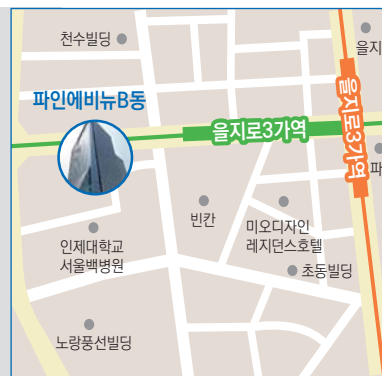 천수빌딩
을지
파인에비뉴B동
을지로3가역
을지로3가역
파
빈칸
미오디자인
레지던스호텔
인제대학교
서울백병원
초동빌딩
노랑풍선빌딩